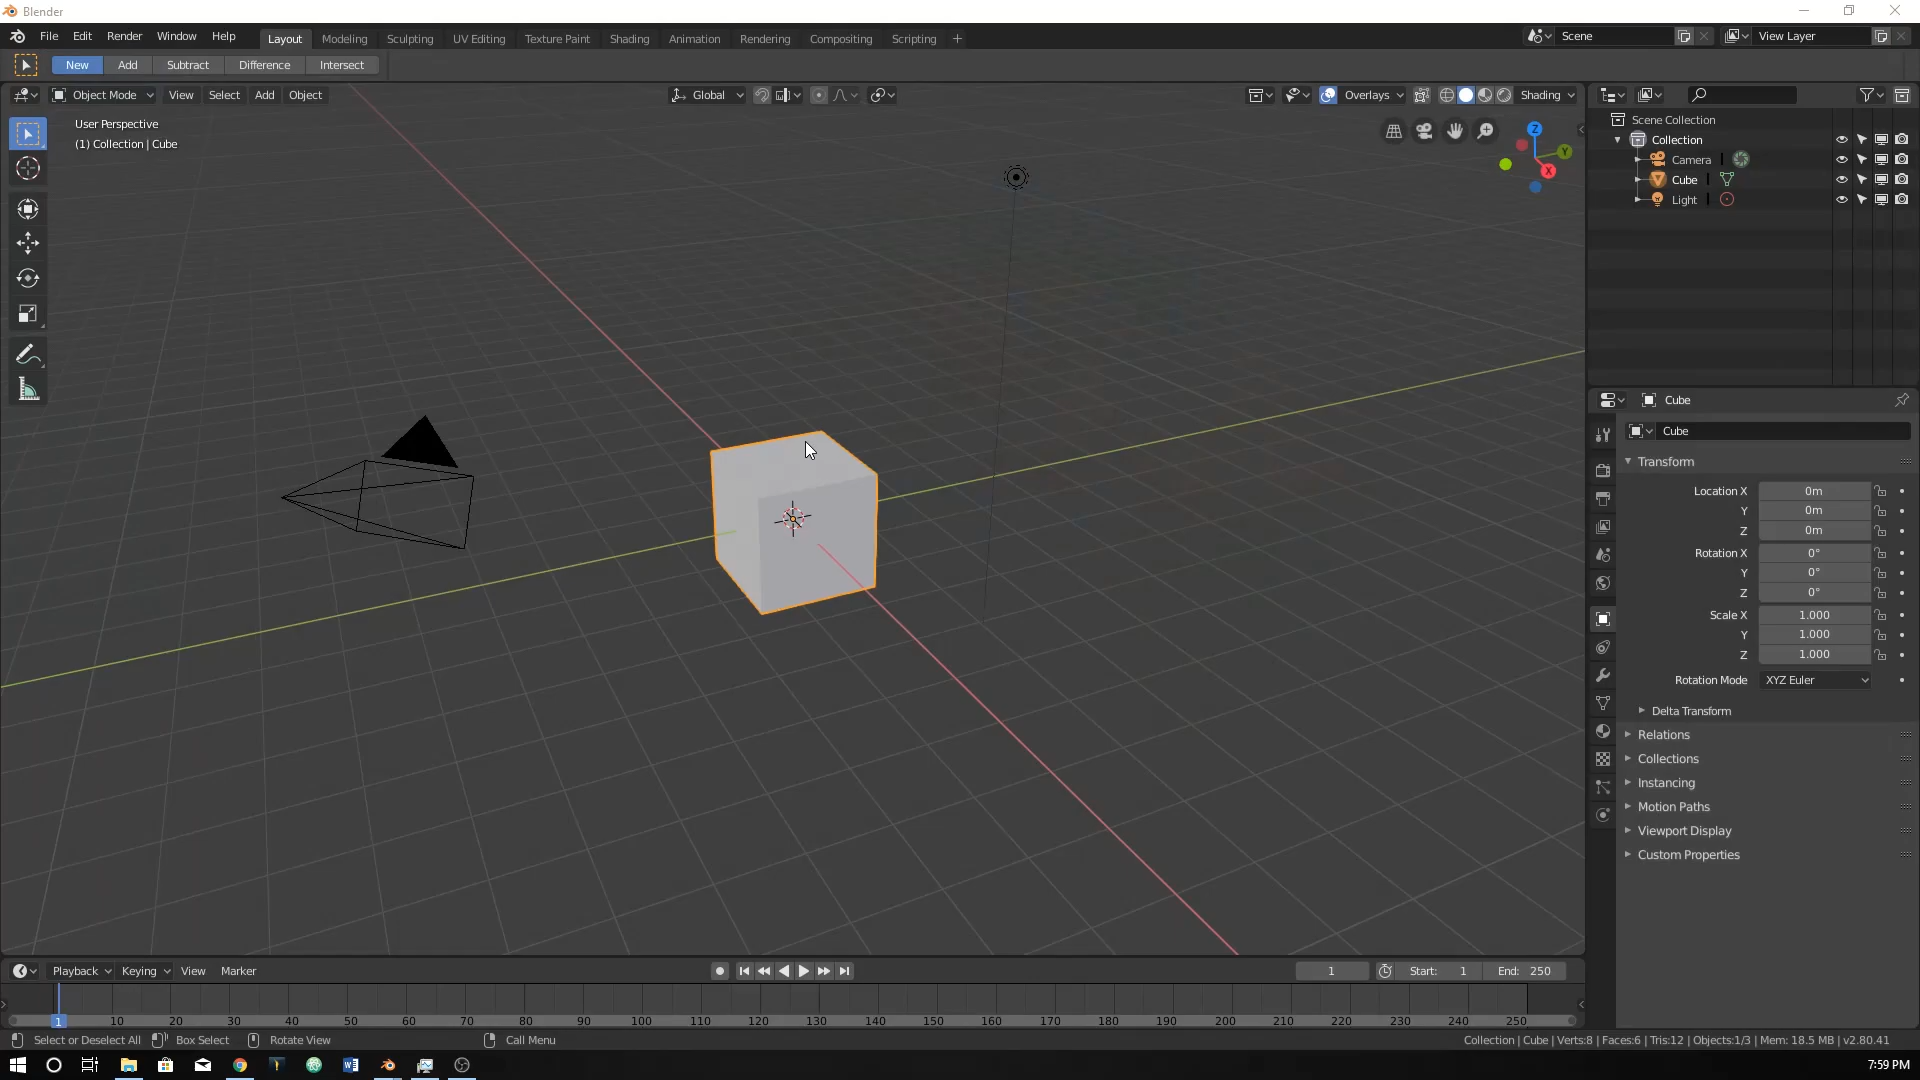 Blender
File Edit Render Window Help Layout Modeling Sculpting UV Editing Texture Paint Shading Animation Rendering Compositing Scripting + Scene View Layer
New Add Subtract Difference Intersect
Object Mode View Select Add Object Global Overlays Shading
User Perspective
(1) Collection | Cube
Z
Y
X
Scene Collection
Collection
Camera
Cube
Light
Cube
Cube
Transform
Location X 0m
Y 0m
Z 0m
Rotation X 0°
Y 0°
Z 0°
Scale X 1.000
Y 1.000
Z 1.000
Rotation Mode XYZ Euler
Delta Transform
Relations
Collections
Instancing
Motion Paths
Viewport Display
Custom Properties
Playback Keying View Marker 1 Start: 1 End: 250
1 10 20 30 40 50 60 70 80 90 100 110 120 130 140 150 160 170 180 190 200 210 220 230 240 250
Select or Deselect All Box Select Rotate View Call Menu Collection | Cube | Verts:8 | Faces:6 | Tris:12 | Objects:1/3 | Mem: 18.5 MB | v2.80.41
7:59 PM